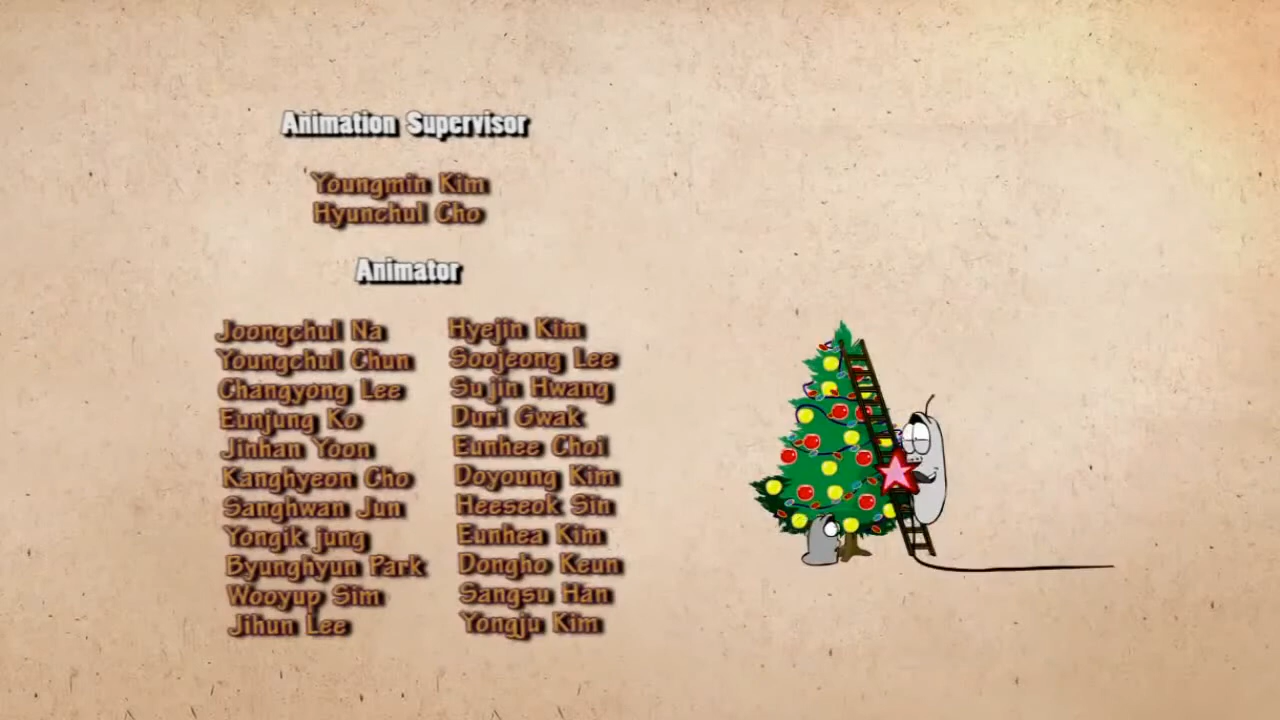 Animation Supervisor
Youngmin Kim
Hyunchul Cho
Animator
Joongchul Na
Youngchul Chun
Changyong Lee
Eunjung Ko
Jinhan Yoon
Kanghyeon Cho
Sanghwan Jun
Yongik jung
Byunghyun Park
Wooyup Sim
Jihun Lee
Hyejin Kim
Soojeong Lee
Sujin Hwang
Duri Gwak
Eunhee Choi
Doyoung Kim
Heeseok Sin
Eunhea Kim
Dongho Keun
Sangsu Han
Yongju Kim